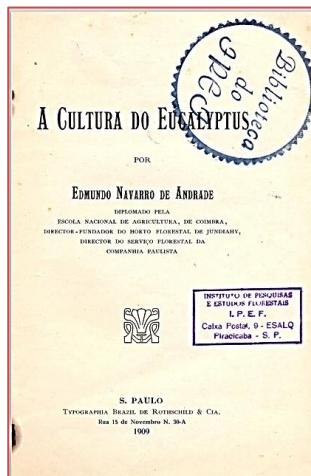 Bibliotheca
do
IPEF
A CULTURA DO EUCALYPTUS
POR
EDMUNDO NAVARRO DE ANDRADE
DIPLOMADO PELA
ESCOLA NACIONAL DE AGRICULTURA, DE COIMBRA,
DIRECTOR-FUNDADOR DO HORTO FLORESTAL DE JUNDIAHY,
DIRECTOR DO SERVIÇO FLORESTAL DA
COMPANHIA PAULISTA
INSTITUTO DE PESQUISAS
E ESTUDOS FLORESTAIS
I. P. E. F.
Caixa Postal, 9 - ESALQ
Piracicaba - S. P.
S. PAULO
TYPOGRAPHIA BRAZIL DE ROTHSCHILD & CIA.
Rua 15 de Novembro N. 30-A
1909